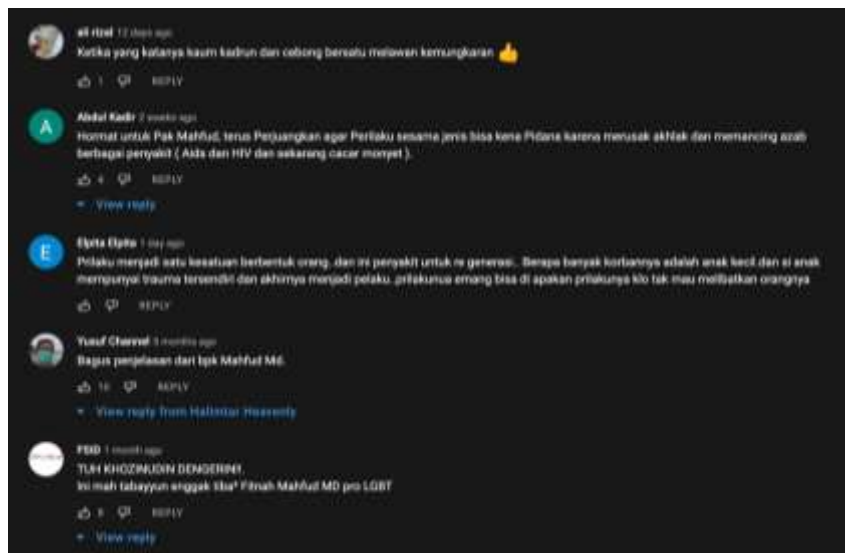 ali rizal 12 days ago
Ketika yang katanya kaum kadrun dan cebong bersatu melawan kemungkaran
1 REPLY
A
Abdul Kadir 2 weeks ago
Hormat untuk Pak Mahfud, terus Perjuangkan agar Perilaku sesama jenis bisa kena Pidana karena merusak akhlak dan memancing azab
berbagai penyakit ( Aids dan HIV dan sekarang cacar monyet ).
4 REPLY
View reply
E
Elpita Elpita 1 day ago
Prilaku menjadi satu kesatuan berbentuk orang, dan ini penyakit untuk re generasi.. Berapa banyak korbannya adalah anak kecil dan si anak
mempunyai trauma tersendiri dan akhirnya menjadi pelaku, prilakunua emang bisa di apakan prilakunya klo tak mau melibatkan orangnya
REPLY
Yusuf Channel months ago
Bagus penjelasan dari bpk Mahfud Md.
REPLY
View reply from Heavenly
FSID 1 month ago
TUH KHOZINUDIN DENGERIN!!
Ini mah tabayyun enggak tiba² Fitnah Mahfud MD pro LGBT
REPLY
View reply